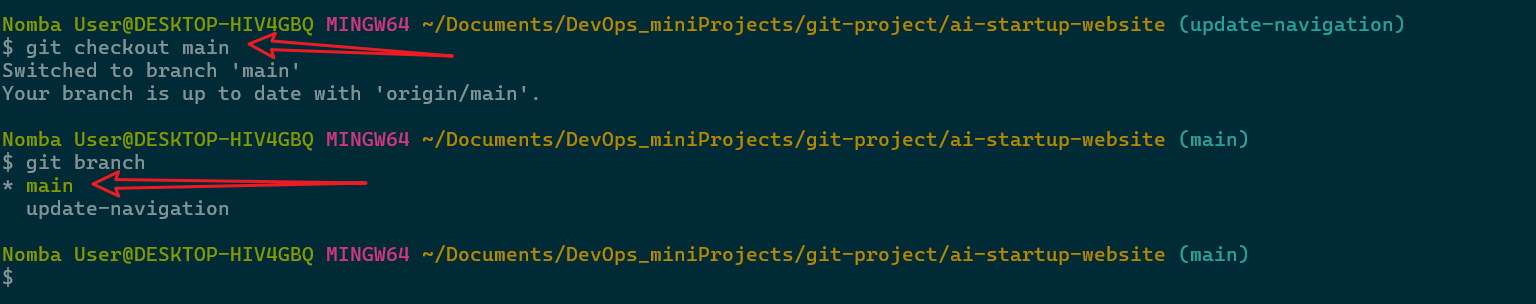 Nomba User@DESKTOP-HIV4GBQ MINGW64 ~/Documents/DevOps_miniProjects/git-project/ai-startup-website (update-navigation)
$ git checkout main
Switched to branch 'main'
Your branch is up to date with 'origin/main'.
Nomba User@DESKTOP-HIV4GBQ MINGW64 ~/Documents/DevOps_miniProjects/git-project/ai-startup-website (main)
$ git branch
* main
  update-navigation
Nomba User@DESKTOP-HIV4GBQ MINGW64 ~/Documents/DevOps_miniProjects/git-project/ai-startup-website (main)
$